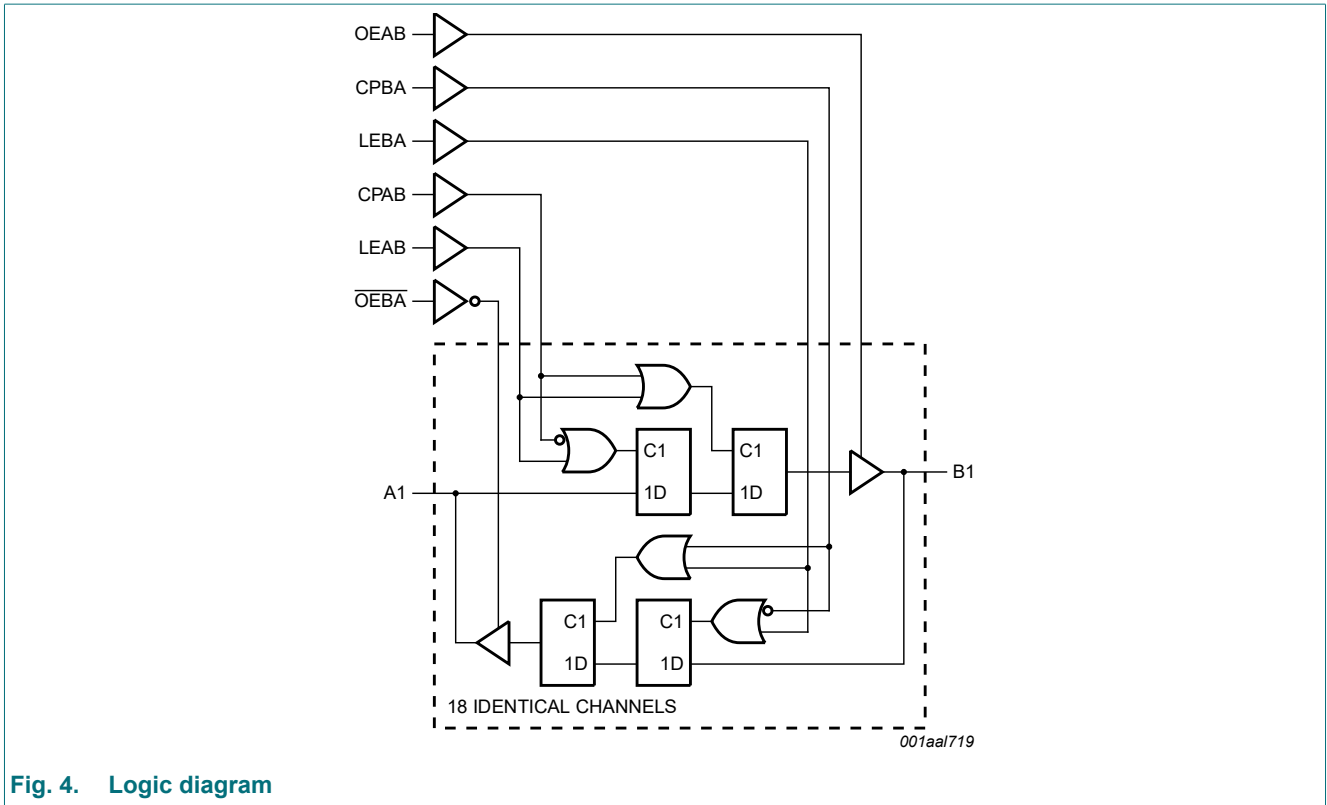 OEAB
CPBA
LEBA
CPAB
LEAB
OEBA
C1
C1
1D
1D
A1
B1
C1
C1
1D
1D
18 IDENTICAL CHANNELS
001aal719
Fig. 4. Logic diagram